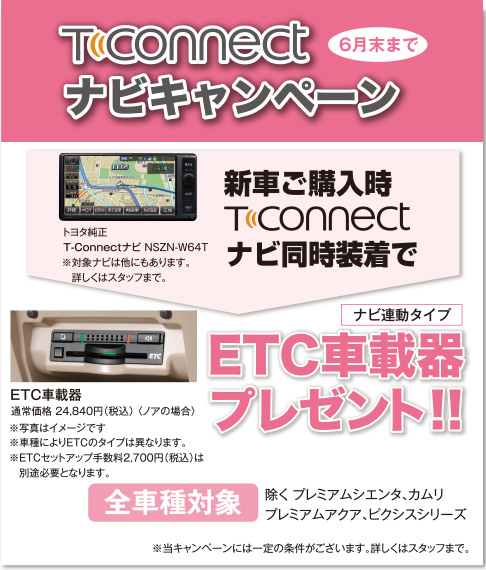 T-Connect
6月末まで
ナビキャンペーン
新車ご購入時
T-Connect
ナビ同時装着で
トヨタ純正
T-Connectナビ NSZN-W64T
※対象ナビは他にもあります。
詳しくはスタッフまで。
ナビ連動タイプ
ETC車載器
プレゼント!!
ETC
ETC車載器
通常価格 24,840円(税込)〈ノアの場合〉
※写真はイメージです
※車種によりETCのタイプは異なります。
※ETCセットアップ手数料2,700円(税込)は
別途必要となります。
全車種対象
除く プレミアムシエンタ、カムリ
プレミアムアクア、ピクシスシリーズ
※当キャンペーンには一定の条件がございます。詳しくはスタッフまで。